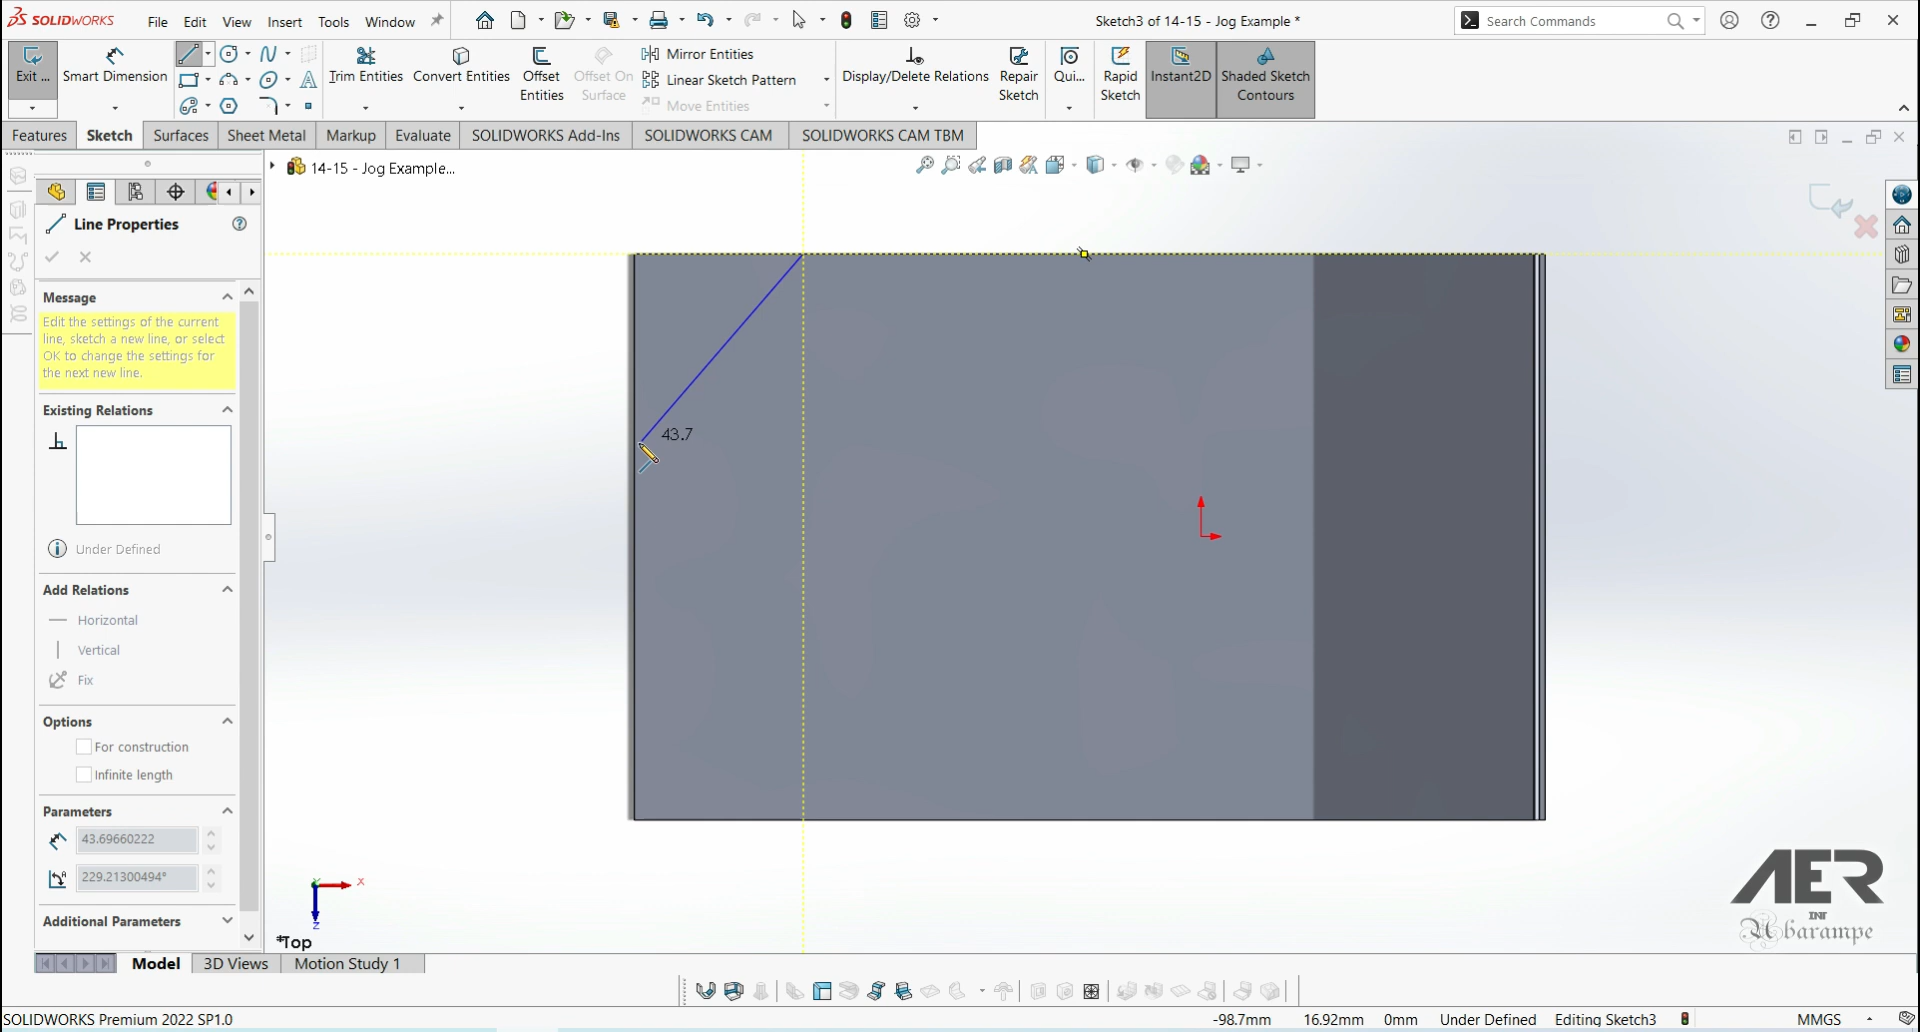 SOLIDWORKS
File Edit View Insert Tools Window
Sketch3 of 14-15 - Jog Example *
Search Commands
Exit ...
Smart Dimension
Trim Entities
Convert Entities
Offset Entities
Offset On Surface
Mirror Entities
Linear Sketch Pattern
Move Entities
Display/Delete Relations
Repair Sketch
Qui...
Rapid Sketch
Instant2D
Shaded Sketch Contours
Features Sketch Surfaces Sheet Metal Markup Evaluate SOLIDWORKS Add-Ins SOLIDWORKS CAM SOLIDWORKS CAM TBM
14-15 - Jog Example...
Line Properties
Message
Edit the settings of the current
line, sketch a new line, or select
OK to change the settings for
the next new line.
Existing Relations
Under Defined
Add Relations
Horizontal
Vertical
Fix
Options
For construction
Infinite length
Parameters
43.69660222
229.21300494°
Additional Parameters
43.7
X
Y
Z
*Top
AER
INF
Abarampe
Model 3D Views Motion Study 1
SOLIDWORKS Premium 2022 SP1.0
-98.7mm 16.92mm 0mm Under Defined Editing Sketch3 MMGS